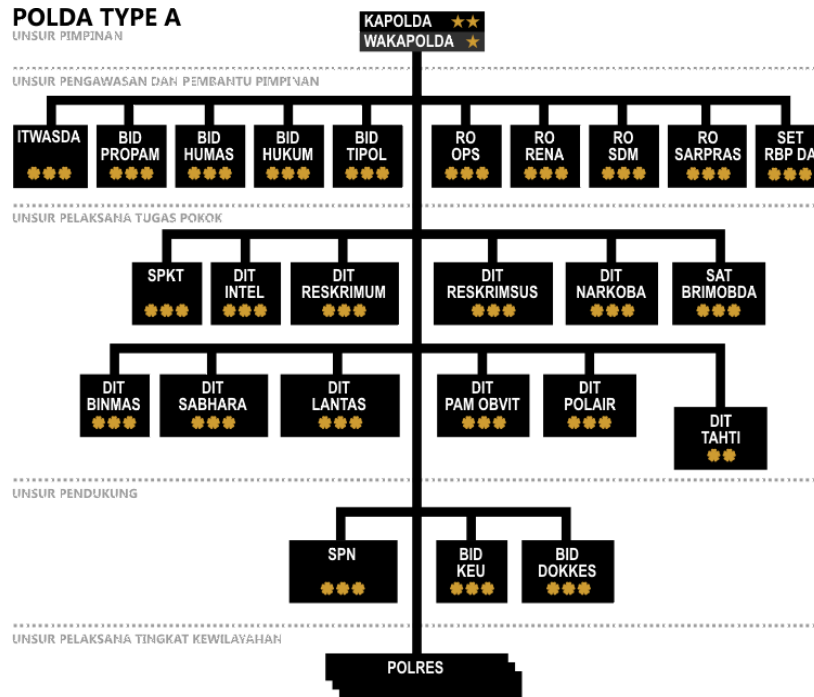 POLDA TYPE A
UNSUR PIMPINAN
KAPOLDA
WAKAPOLDA
UNSUR PENGAWASAN DAN PEMBANTU PIMPINAN
ITWASDA
BID
PROPAM
BID
HUMAS
BID
HUKUM
BID
TIPOL
RO
OPS
RO
RENA
RO
SDM
RO
SARPRAS
SET
RBP DA
UNSUR PELAKSANA TUGAS POKOK
SPKT
DIT
INTEL
DIT
RESKRIMUM
DIT
RESKRIMSUS
DIT
NARKOBA
SAT
BRIMOBDA
DIT
BINMAS
DIT
SABHARA
DIT
LANTAS
DIT
PAM OBVIT
DIT
POLAIR
DIT
TAHTI
UNSUR PENDUKUNG
SPN
BID
KEU
BID
DOKKES
UNSUR PELAKSANA TINGKAT KEWILAYAHAN
POLRES